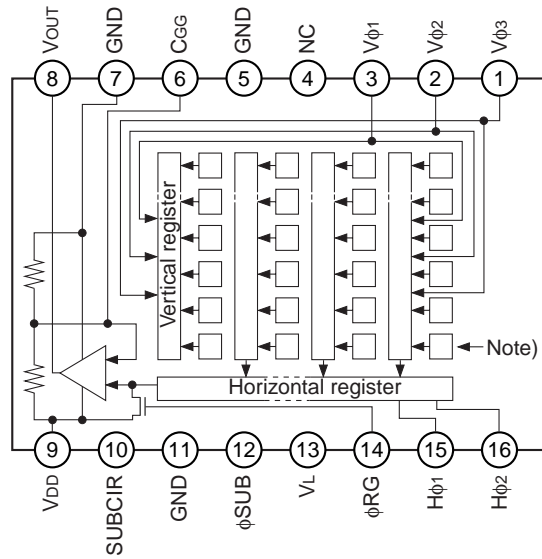 VOUT GND CGG GND NC Vφ1 Vφ2 Vφ3
8 7 6 5 4 3 2 1
Vertical register
Note)
Horizontal register
9 10 11 12 13 14 15 16
VDD SUBCIR GND φSUB VL φRG Hφ1 Hφ2